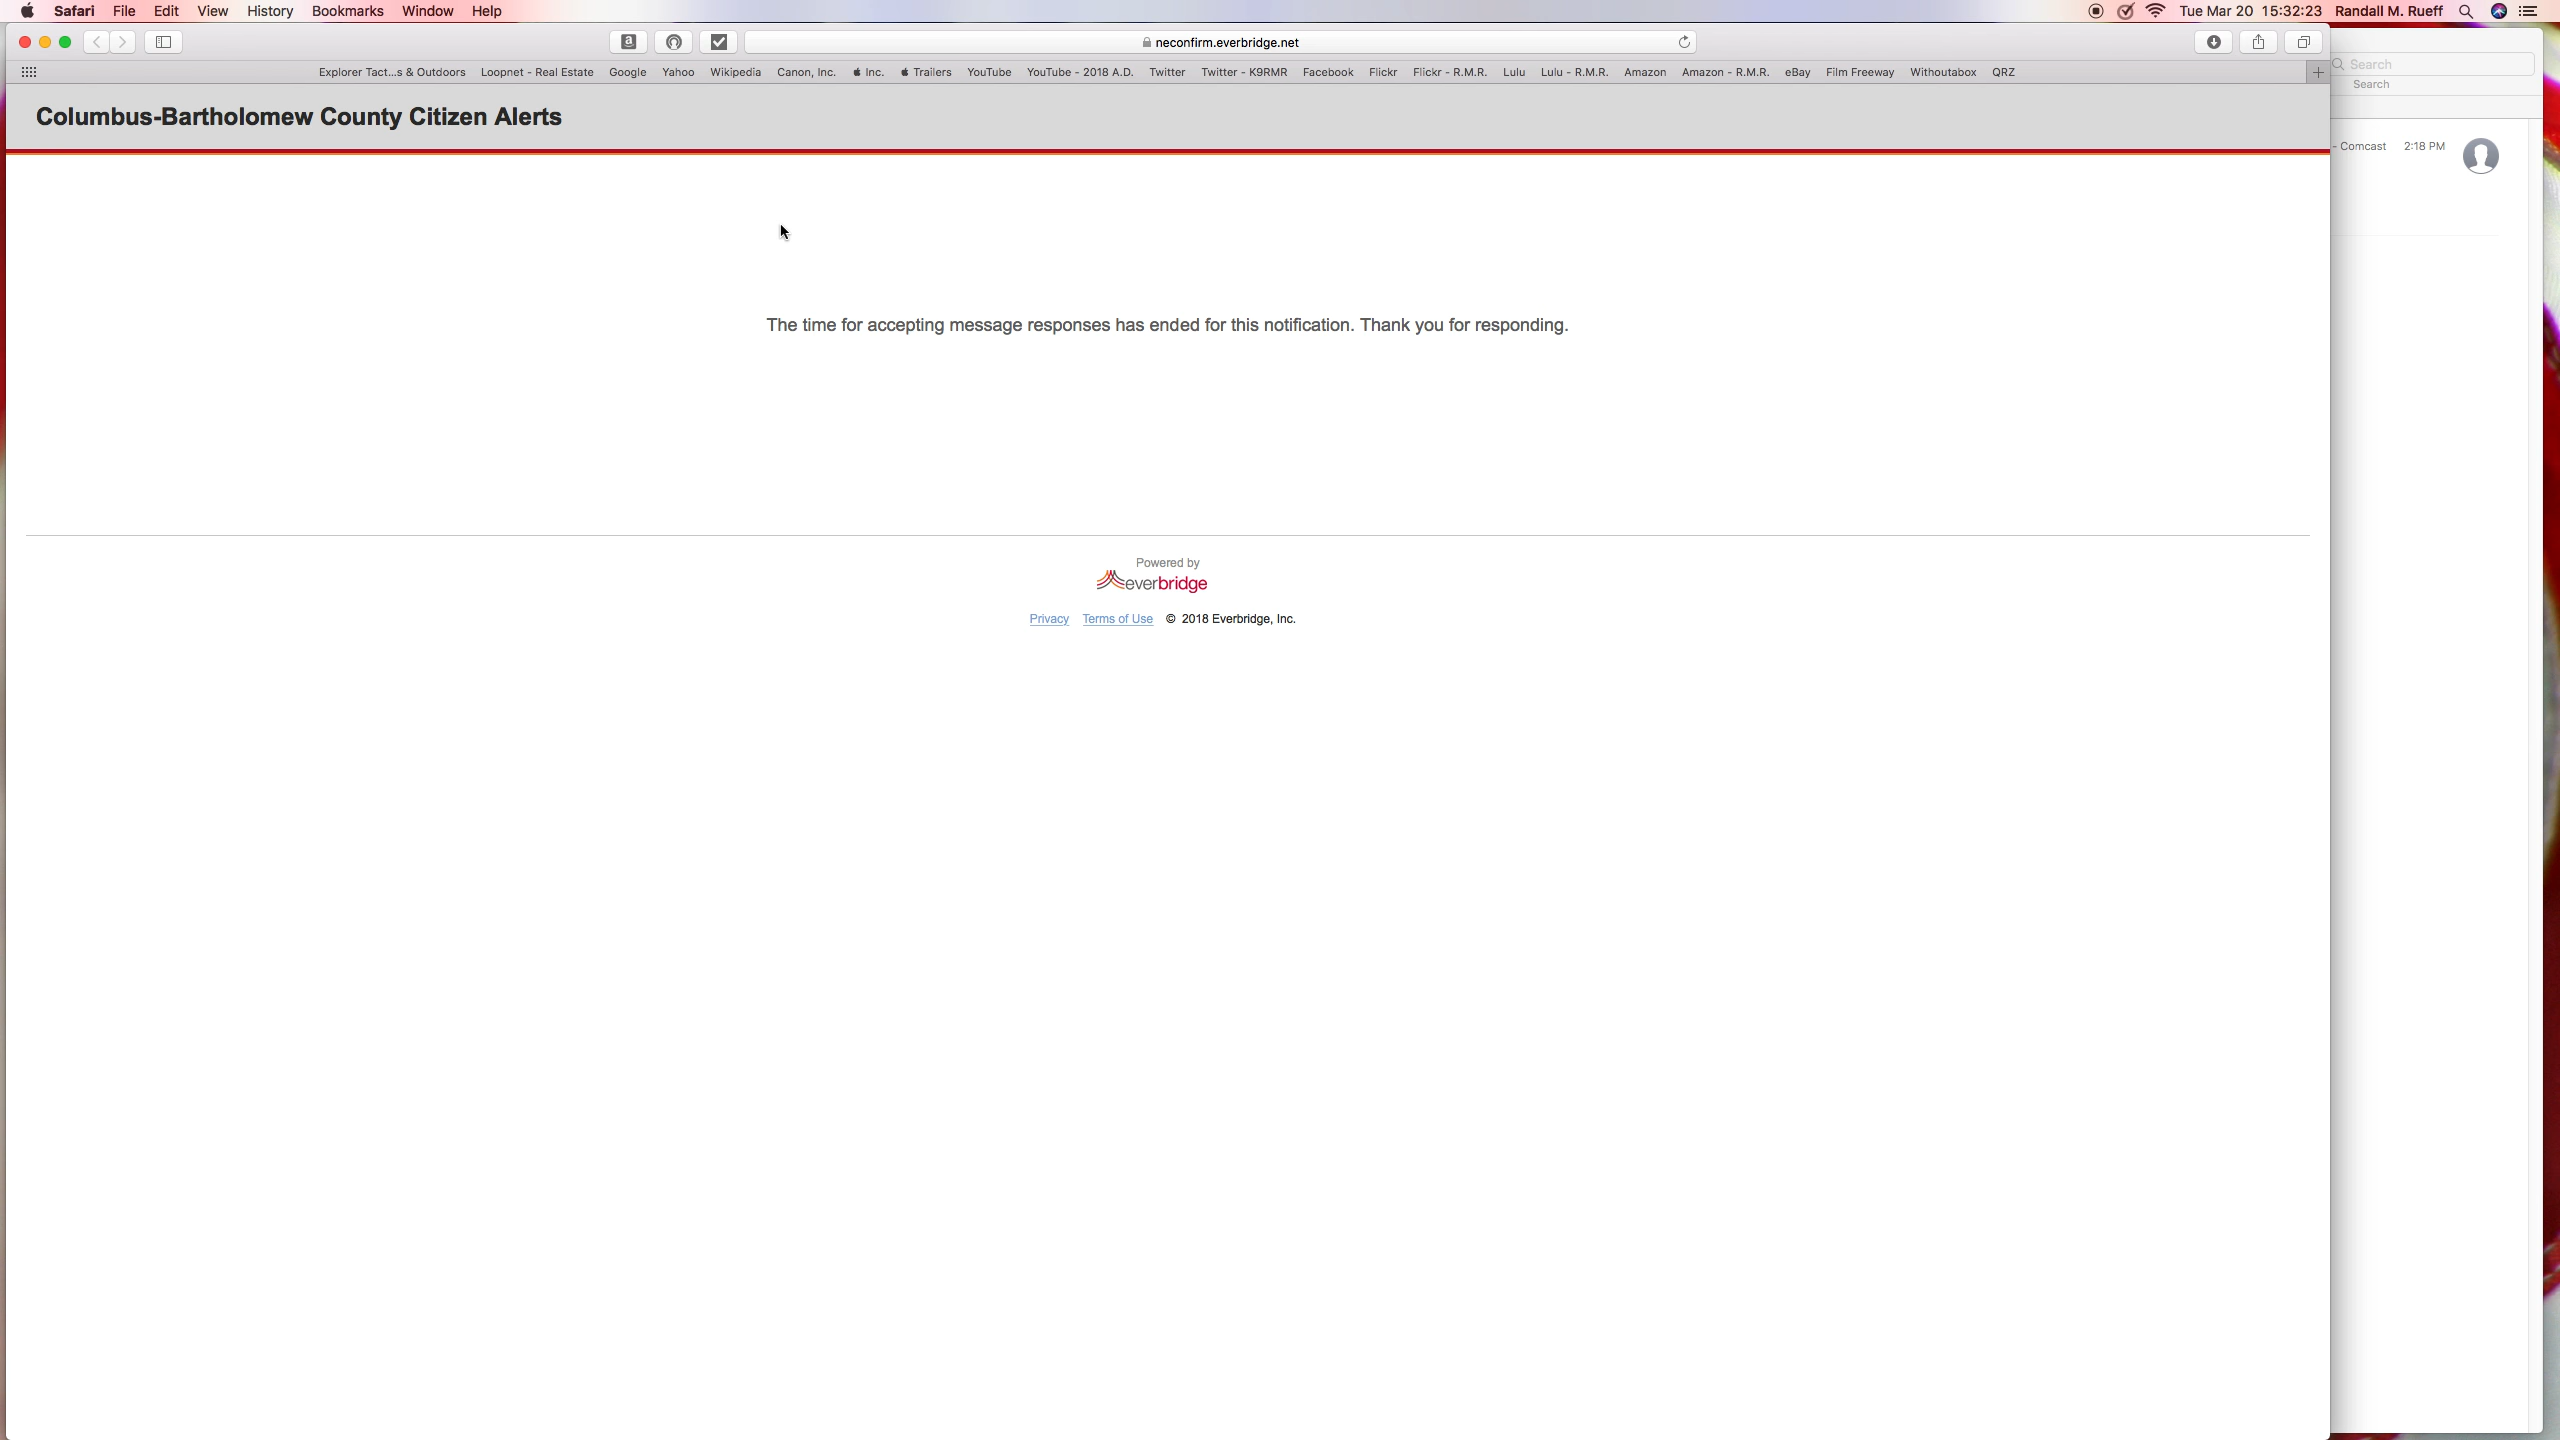 Safari File Edit View History Bookmarks Window Help Tue Mar 20 15:32:23 Randall M. Rueff
neconfirm.everbridge.net
Search
Explorer Tact...s & Outdoors Loopnet - Real Estate Google Yahoo Wikipedia Canon, Inc. Inc. Trailers YouTube YouTube - 2018 A.D. Twitter Twitter - K9RMR Facebook Flickr Flickr - R.M.R. Lulu Lulu - R.M.R. Amazon Amazon - R.M.R. eBay Film Freeway Withoutabox QRZ
Search
Columbus-Bartholomew County Citizen Alerts
- Comcast 2:18 PM
The time for accepting message responses has ended for this notification. Thank you for responding.
Powered by
everbridge
Privacy Terms of Use © 2018 Everbridge, Inc.